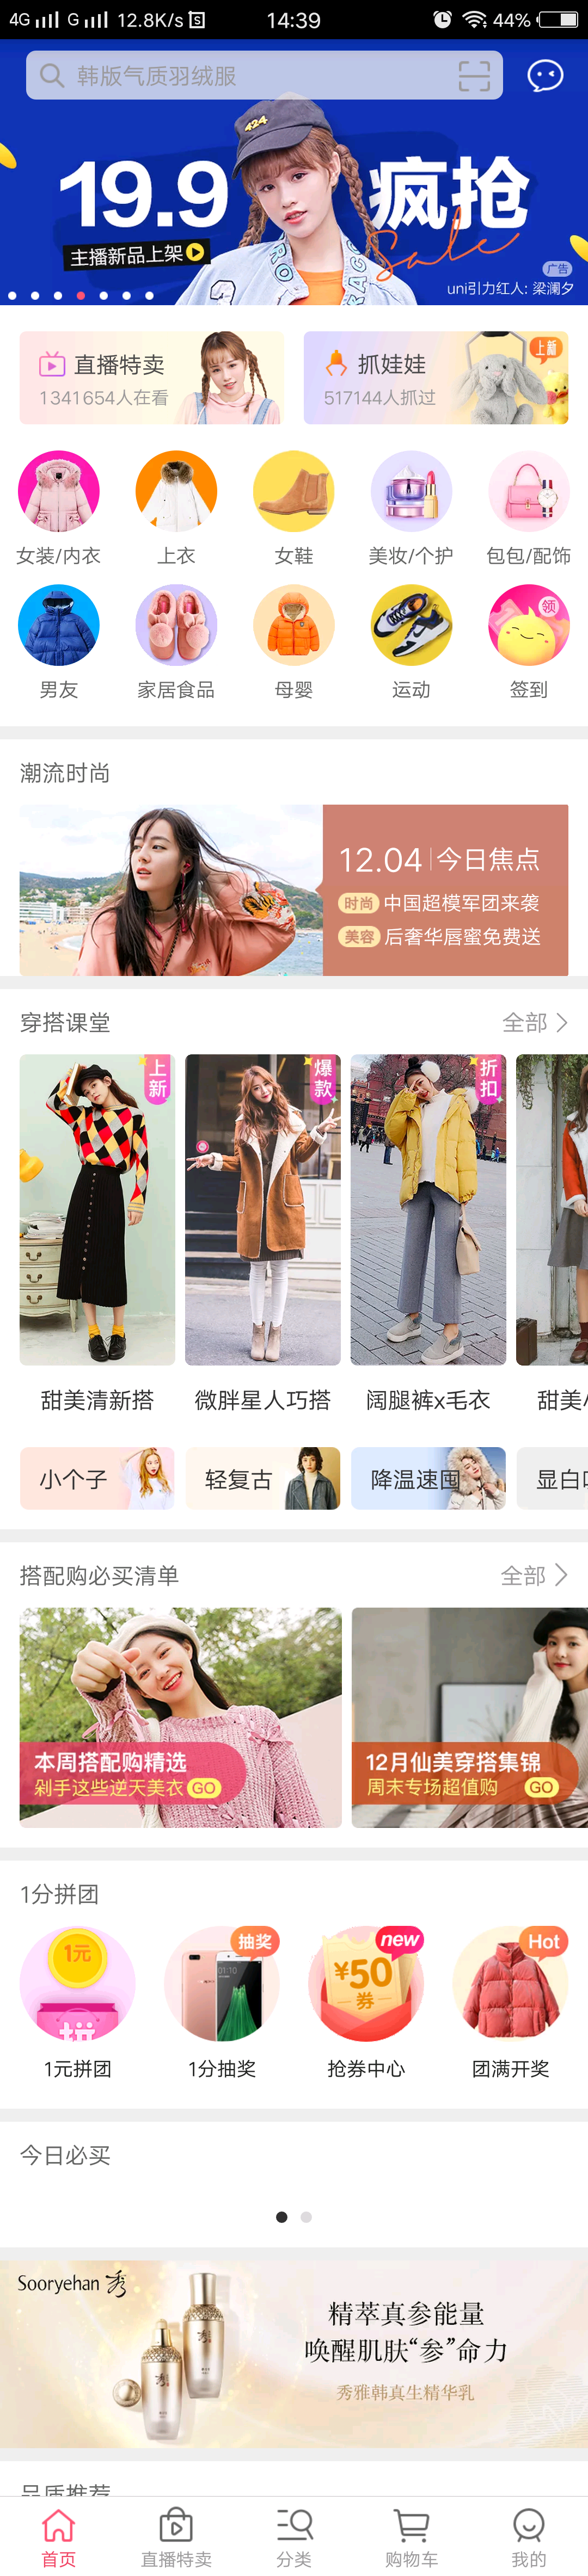 4G G 12.8K/s 14:39 44%
韩版气质羽绒服
424
19.9 疯抢
Sale
主播新品上架
广告
uni引力红人: 梁澜夕
直播特卖
1341654人在看
抓娃娃
上新
517144人抓过
女装/内衣 上衣 女鞋 美妆/个护 包包/配饰
领
男友 家居食品 母婴 运动 签到
潮流时尚
12.04 今日焦点
时尚 中国超模军团来袭
美容 后奢华唇蜜免费送
穿搭课堂 全部
上新 爆款 折扣
甜美清新搭 微胖星人巧搭 阔腿裤x毛衣 甜美
小个子 轻复古 降温速囤 显白
搭配购必买清单 全部
本周搭配购精选
剁手这些逆天美衣 GO
12月仙美穿搭集锦
周末专场超值购 GO
1分拼团
1元 抽奖 new Hot
01:10
¥50
券
拼
1元拼团 1分抽奖 抢券中心 团满开奖
今日必买
Sooryehan 秀
精萃真参能量
唤醒肌肤“参”命力
秀雅韩真生精华乳
品质推荐
首页 直播特卖 分类 购物车 我的